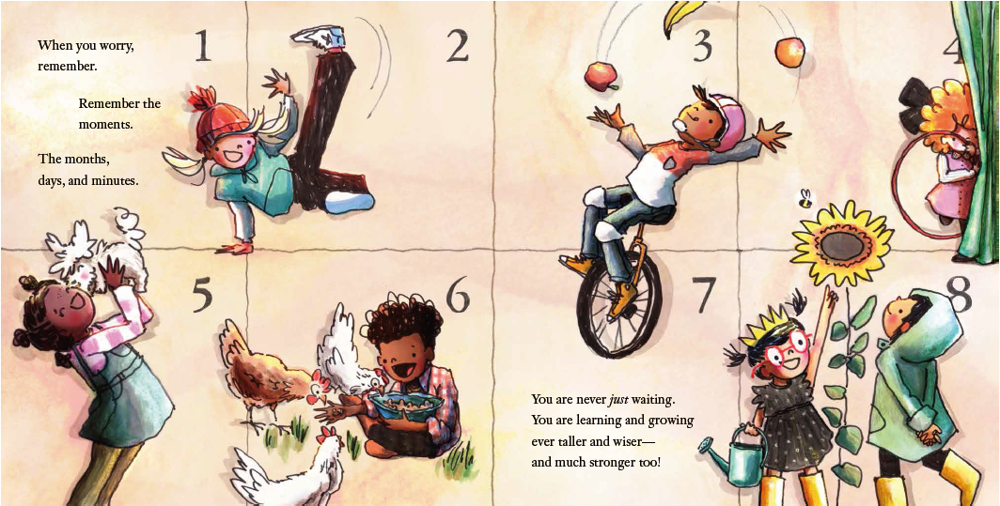 When you worry,
remember.
Remember the
moments.
The months,
days, and minutes.
1
2
3
4
5
6
7
8
You are never just waiting.
You are learning and growing
ever taller and wiser—
and much stronger too!